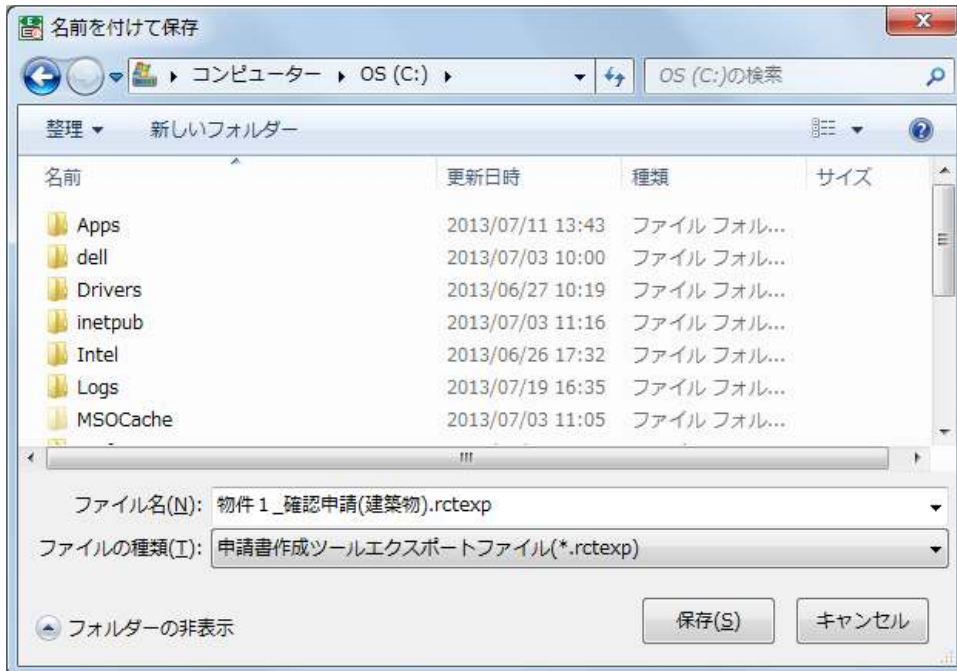 名前を付けて保存
コンピューター ▸ OS (C:) ▸ OS (C:)の検索
整理 ▼ 新しいフォルダー
名前 更新日時 種類 サイズ
Apps 2013/07/11 13:43 ファイル フォル...
dell 2013/07/03 10:00 ファイル フォル...
Drivers 2013/06/27 10:19 ファイル フォル...
inetpub 2013/07/03 11:16 ファイル フォル...
Intel 2013/06/26 17:32 ファイル フォル...
Logs 2013/07/19 16:35 ファイル フォル...
MSOCache 2013/07/03 11:05 ファイル フォル...
ファイル名(N): 物件１_確認申請(建築物).rctexp
ファイルの種類(T): 申請書作成ツールエクスポートファイル(*.rctexp)
フォルダーの非表示 保存(S) キャンセル